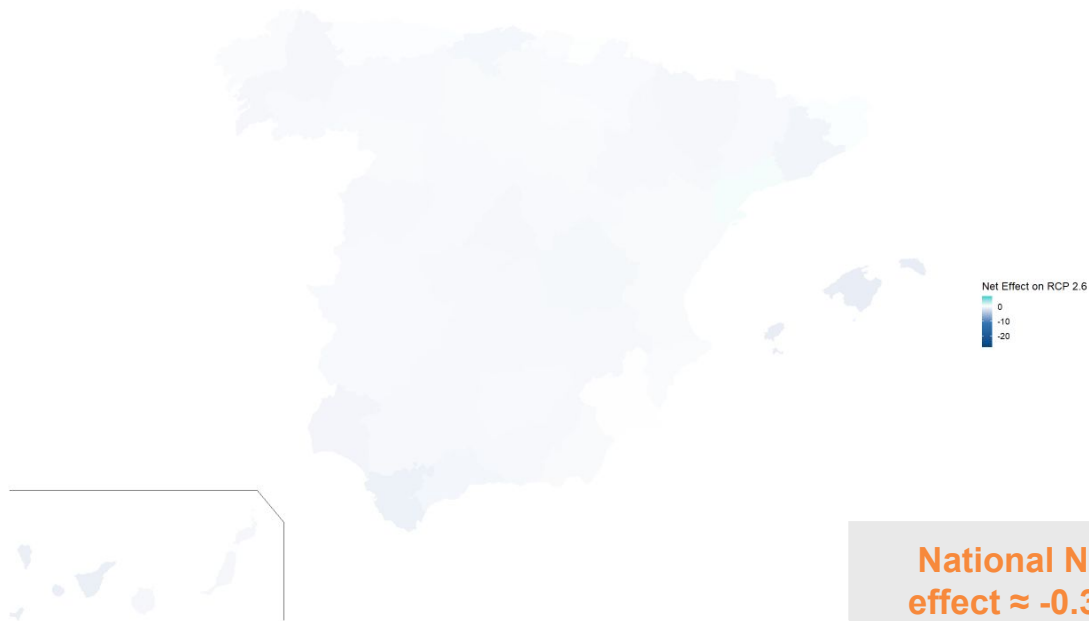 Net Effect on RCP 2.6
0
-10
-20
National N
effect ≈ -0.3